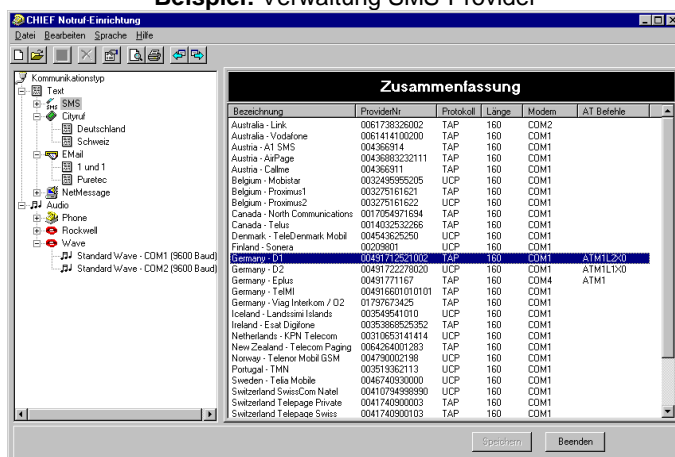 Beispiel: Verwaltung SMS Provider
CHIEF Notruf-Einrichtung
Datei Bearbeiten Sprache Hilfe
Kommunikationstyp
Text
SMS
Cityruf
Deutschland
Schweiz
EMail
1 und 1
Puretec
NetMessage
Audio
Phone
Rockwell
Wave
Standard Wave - COM1 (9600 Baud)
Standard Wave - COM2 (9600 Baud)
Zusammenfassung
Bezeichnung ProviderNr Protokoll Länge Modem AT Befehle
Australia - Link 0061738326002 TAP 160 COM2
Australia - Vodafone 0061414100200 TAP 160 COM1
Austria - A1 SMS 004366914 TAP 160 COM1
Austria - AirPage 00436883232111 TAP 160 COM1
Austria - Callme 004366911 TAP 160 COM1
Belgium - Mobistar 0032495955205 UCP 160 COM1
Belgium - Proximus1 003275161621 TAP 160 COM1
Belgium - Proximus2 003275161622 UCP 160 COM1
Canada - North Communications 0017054971694 TAP 160 COM1
Canada - Telus 0014032532266 TAP 160 COM1
Denmark - TeleDenmark Mobil 004543625250 UCP 160 COM1
Finland - Sonera 00209801 UCP 160 COM1
Germany - D1 00491712521002 TAP 160 COM1 ATM1L2X0
Germany - D2 00491722278020 UCP 160 COM1 ATM1L1X0
Germany - Eplus 00491771167 TAP 160 COM4 ATM1
Germany - TelMI 004916601010101 TAP 160 COM1
Germany - Viag Interkom / O2 01797673425 TAP 160 COM1
Iceland - Landssimi Islands 003549541010 UCP 160 COM1
Ireland - Esat Digifone 00353868525352 TAP 160 COM1
Netherlands - KPN Telecom 00310653141414 TAP 160 COM1
New Zealand - Telecom Paging 0064264001283 TAP 160 COM1
Norway - Telenor Mobil GSM 004790002198 UCP 160 COM1
Portugal - TMN 003519362113 UCP 160 COM1
Sweden - Telia Mobile 0046740930000 UCP 160 COM1
Switzerland SwissCom Natel 00410794998990 UCP 160 COM1
Switzerland Telepage Private 0041740900003 TAP 160 COM1
Switzerland Telepage Swiss 0041740900103 TAP 160 COM1
Speichern Beenden